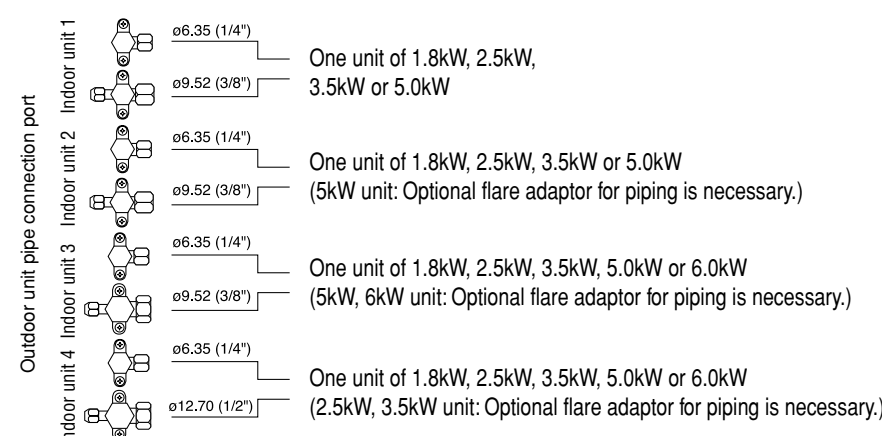 Outdoor unit pipe connection port
Indoor unit 1
ø6.35 (1/4")
ø9.52 (3/8")
One unit of 1.8kW, 2.5kW,
3.5kW or 5.0kW
Indoor unit 2
ø6.35 (1/4")
ø9.52 (3/8")
One unit of 1.8kW, 2.5kW, 3.5kW or 5.0kW
(5kW unit: Optional flare adaptor for piping is necessary.)
Indoor unit 3
ø6.35 (1/4")
ø9.52 (3/8")
One unit of 1.8kW, 2.5kW, 3.5kW, 5.0kW or 6.0kW
(5kW, 6kW unit: Optional flare adaptor for piping is necessary.)
Indoor unit 4
ø6.35 (1/4")
ø12.70 (1/2")
One unit of 1.8kW, 2.5kW, 3.5kW, 5.0kW or 6.0kW
(2.5kW, 3.5kW unit: Optional flare adaptor for piping is necessary.)